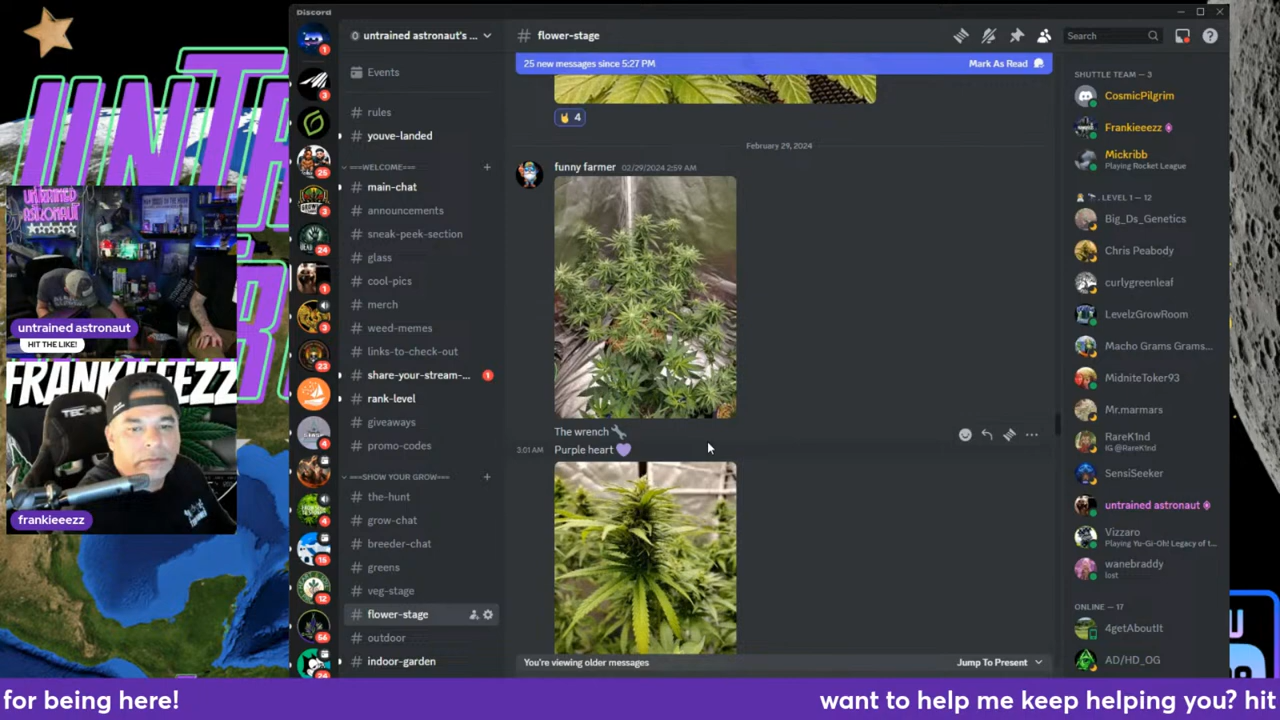 Discord
untrained astronaut's ...
Events
rules
youve-landed
===WELCOME===
main-chat
announcements
sneak-peek-section
glass
cool-pics
merch
weed-memes
links-to-check-out
share-your-stream-... 1
rank-level
giveaways
promo-codes
===SHOW YOUR GROW===
the-hunt
grow-chat
breeder-chat
greens
veg-stage
flower-stage
outdoor
indoor-garden
# flower-stage
Search
25 new messages since 5:27 PM
Mark As Read
4
February 29, 2024
funny farmer 02/29/2024 2:59 AM
The wrench 🔧
3:01 AM Purple heart 💜
You're viewing older messages
Jump To Present
SHUTTLE TEAM — 3
CosmicPilgrim
Frankieeezz
Mickribb
Playing Rocket League
LEVEL 1 — 12
Big_Ds_Genetics
Chris Peabody
curlygreenleaf
LevelzGrowRoom
Macho Grams Grams...
MidniteToker93
Mr.marmars
RareK1nd
IG @RareK1nd
SensiSeeker
untrained astronaut
Vizzaro
Playing Yu-Gi-Oh! Legacy of t...
wanebraddy
lost
ONLINE — 17
4getAboutIt
AD/HD_OG
UNTRAINED
ASTRONAUT
untrained astronaut
HIT THE LIKE!
FRANKIEEEZZ
frankieeezz
for being here!
want to help me keep helping you? hit